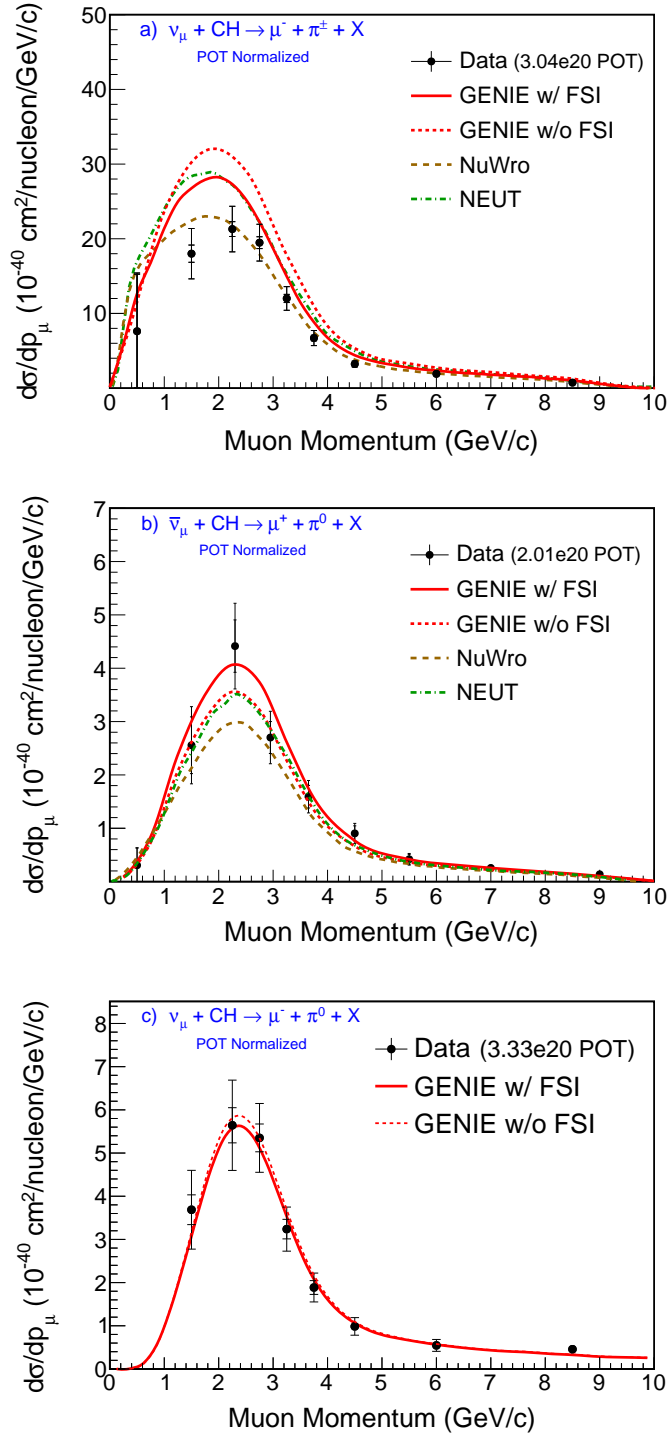 a) νμ + CH → μ- + π± + X
POT Normalized
Data (3.04e20 POT)
GENIE w/ FSI
GENIE w/o FSI
NuWro
NEUT
50
40
30
20
10
dσ/dpμ (10-40 cm2/nucleon/GeV/c)
0 1 2 3 4 5 6 7 8 9 10
Muon Momentum (GeV/c)
b) ν̄μ + CH → μ+ + π0 + X
POT Normalized
Data (2.01e20 POT)
GENIE w/ FSI
GENIE w/o FSI
NuWro
NEUT
7
6
5
4
3
2
1
dσ/dpμ (10-40 cm2/nucleon/GeV/c)
0 1 2 3 4 5 6 7 8 9 10
Muon Momentum (GeV/c)
c) νμ + CH → μ- + π0 + X
POT Normalized
Data (3.33e20 POT)
GENIE w/ FSI
GENIE w/o FSI
8
7
6
5
4
3
2
1
0
dσ/dpμ (10-40 cm2/nucleon/GeV/c)
0 1 2 3 4 5 6 7 8 9 10
Muon Momentum (GeV/c)